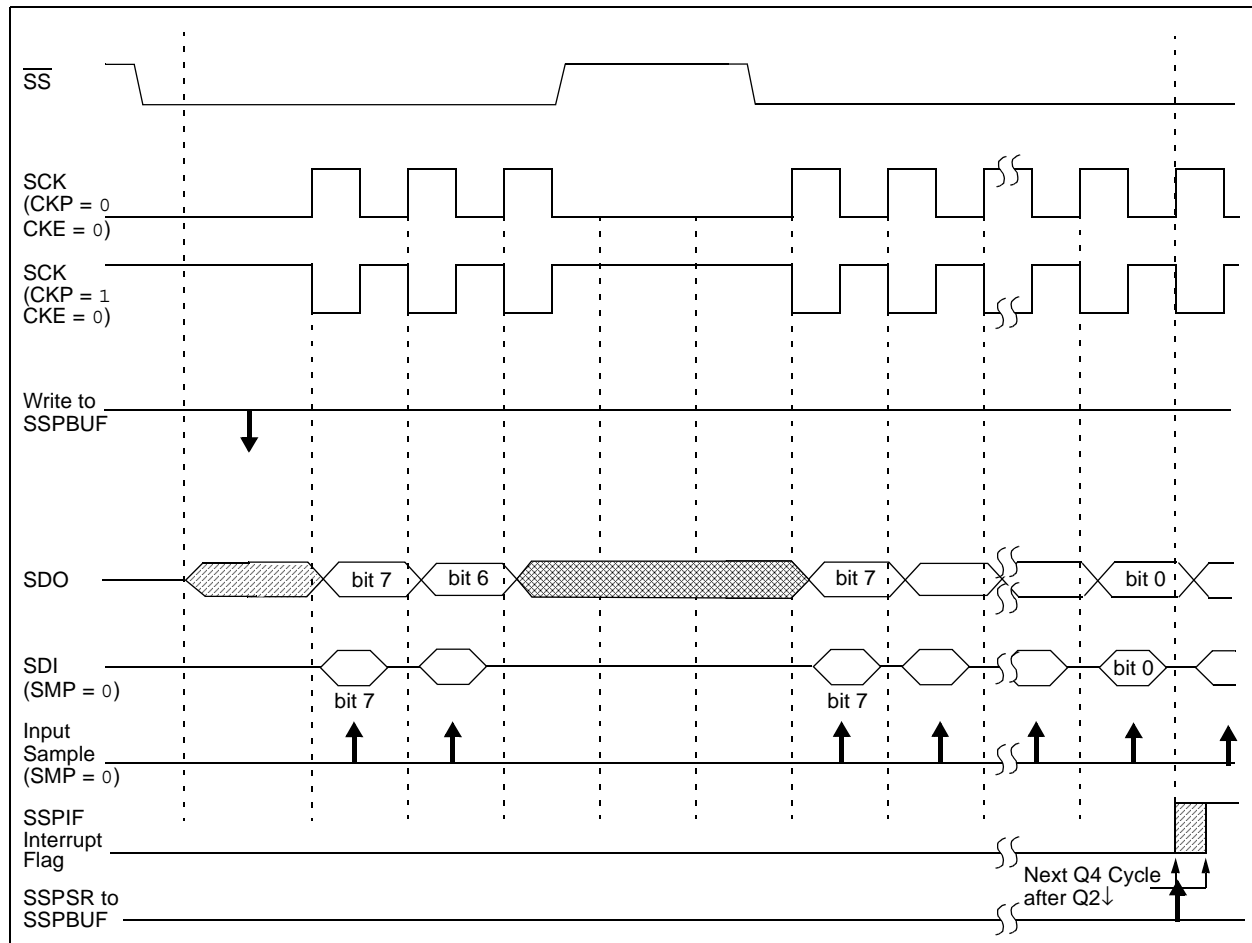 SS
SCK
(CKP = 0
CKE = 0)
SCK
(CKP = 1
CKE = 0)
Write to
SSPBUF
SDO
bit 7
bit 6
bit 7
bit 0
SDI
(SMP = 0)
bit 7
bit 7
bit 0
Input
Sample
(SMP = 0)
SSPIF
Interrupt
Flag
Next Q4 Cycle
after Q2↓
SSPSR to
SSPBUF